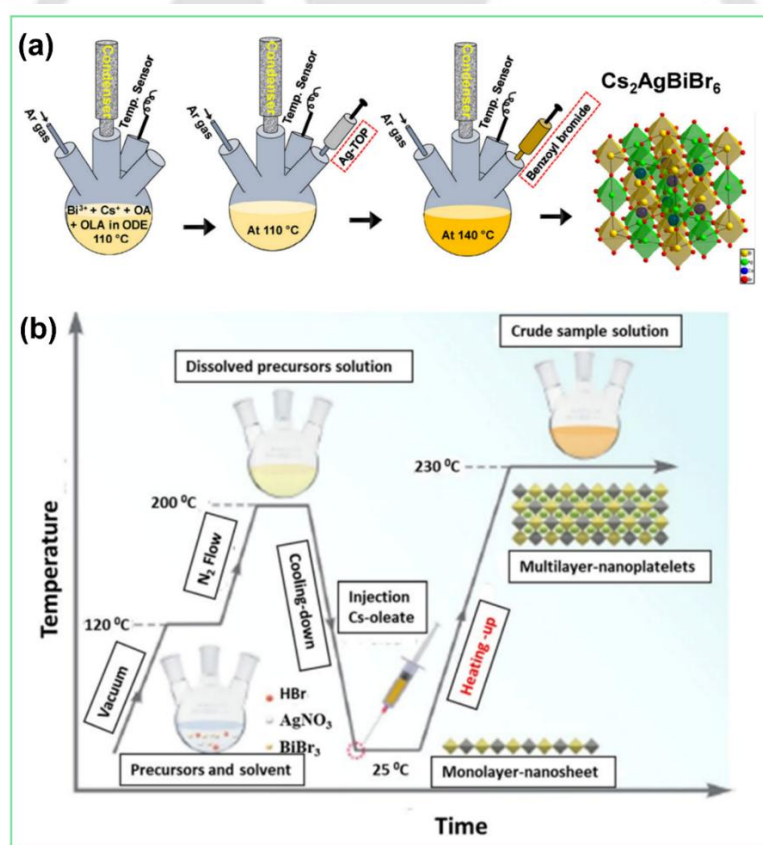 (a)
Ar gas
Condenser
Temp. Sensor
Bi³⁺ + Cs⁺ + OA
+ OLA in ODE
110 °C
Ar gas
Condenser
Temp. Sensor
Ag-TOP
At 110 °C
Ar gas
Condenser
Temp. Sensor
Benzoyl bromide
At 140 °C
Cs₂AgBiBr₆
(b)
Crude sample solution
Dissolved precursors solution
230 ⁰C
200 ⁰C
N₂ Flow
Cooling-down
Injection
Cs-oleate
Multilayer-nanoplatelets
120 ⁰C
Vacuum
Heating-up
HBr
AgNO₃
BiBr₃
Precursors and solvent
25 ⁰C
Monolayer-nanosheet
Temperature
Time